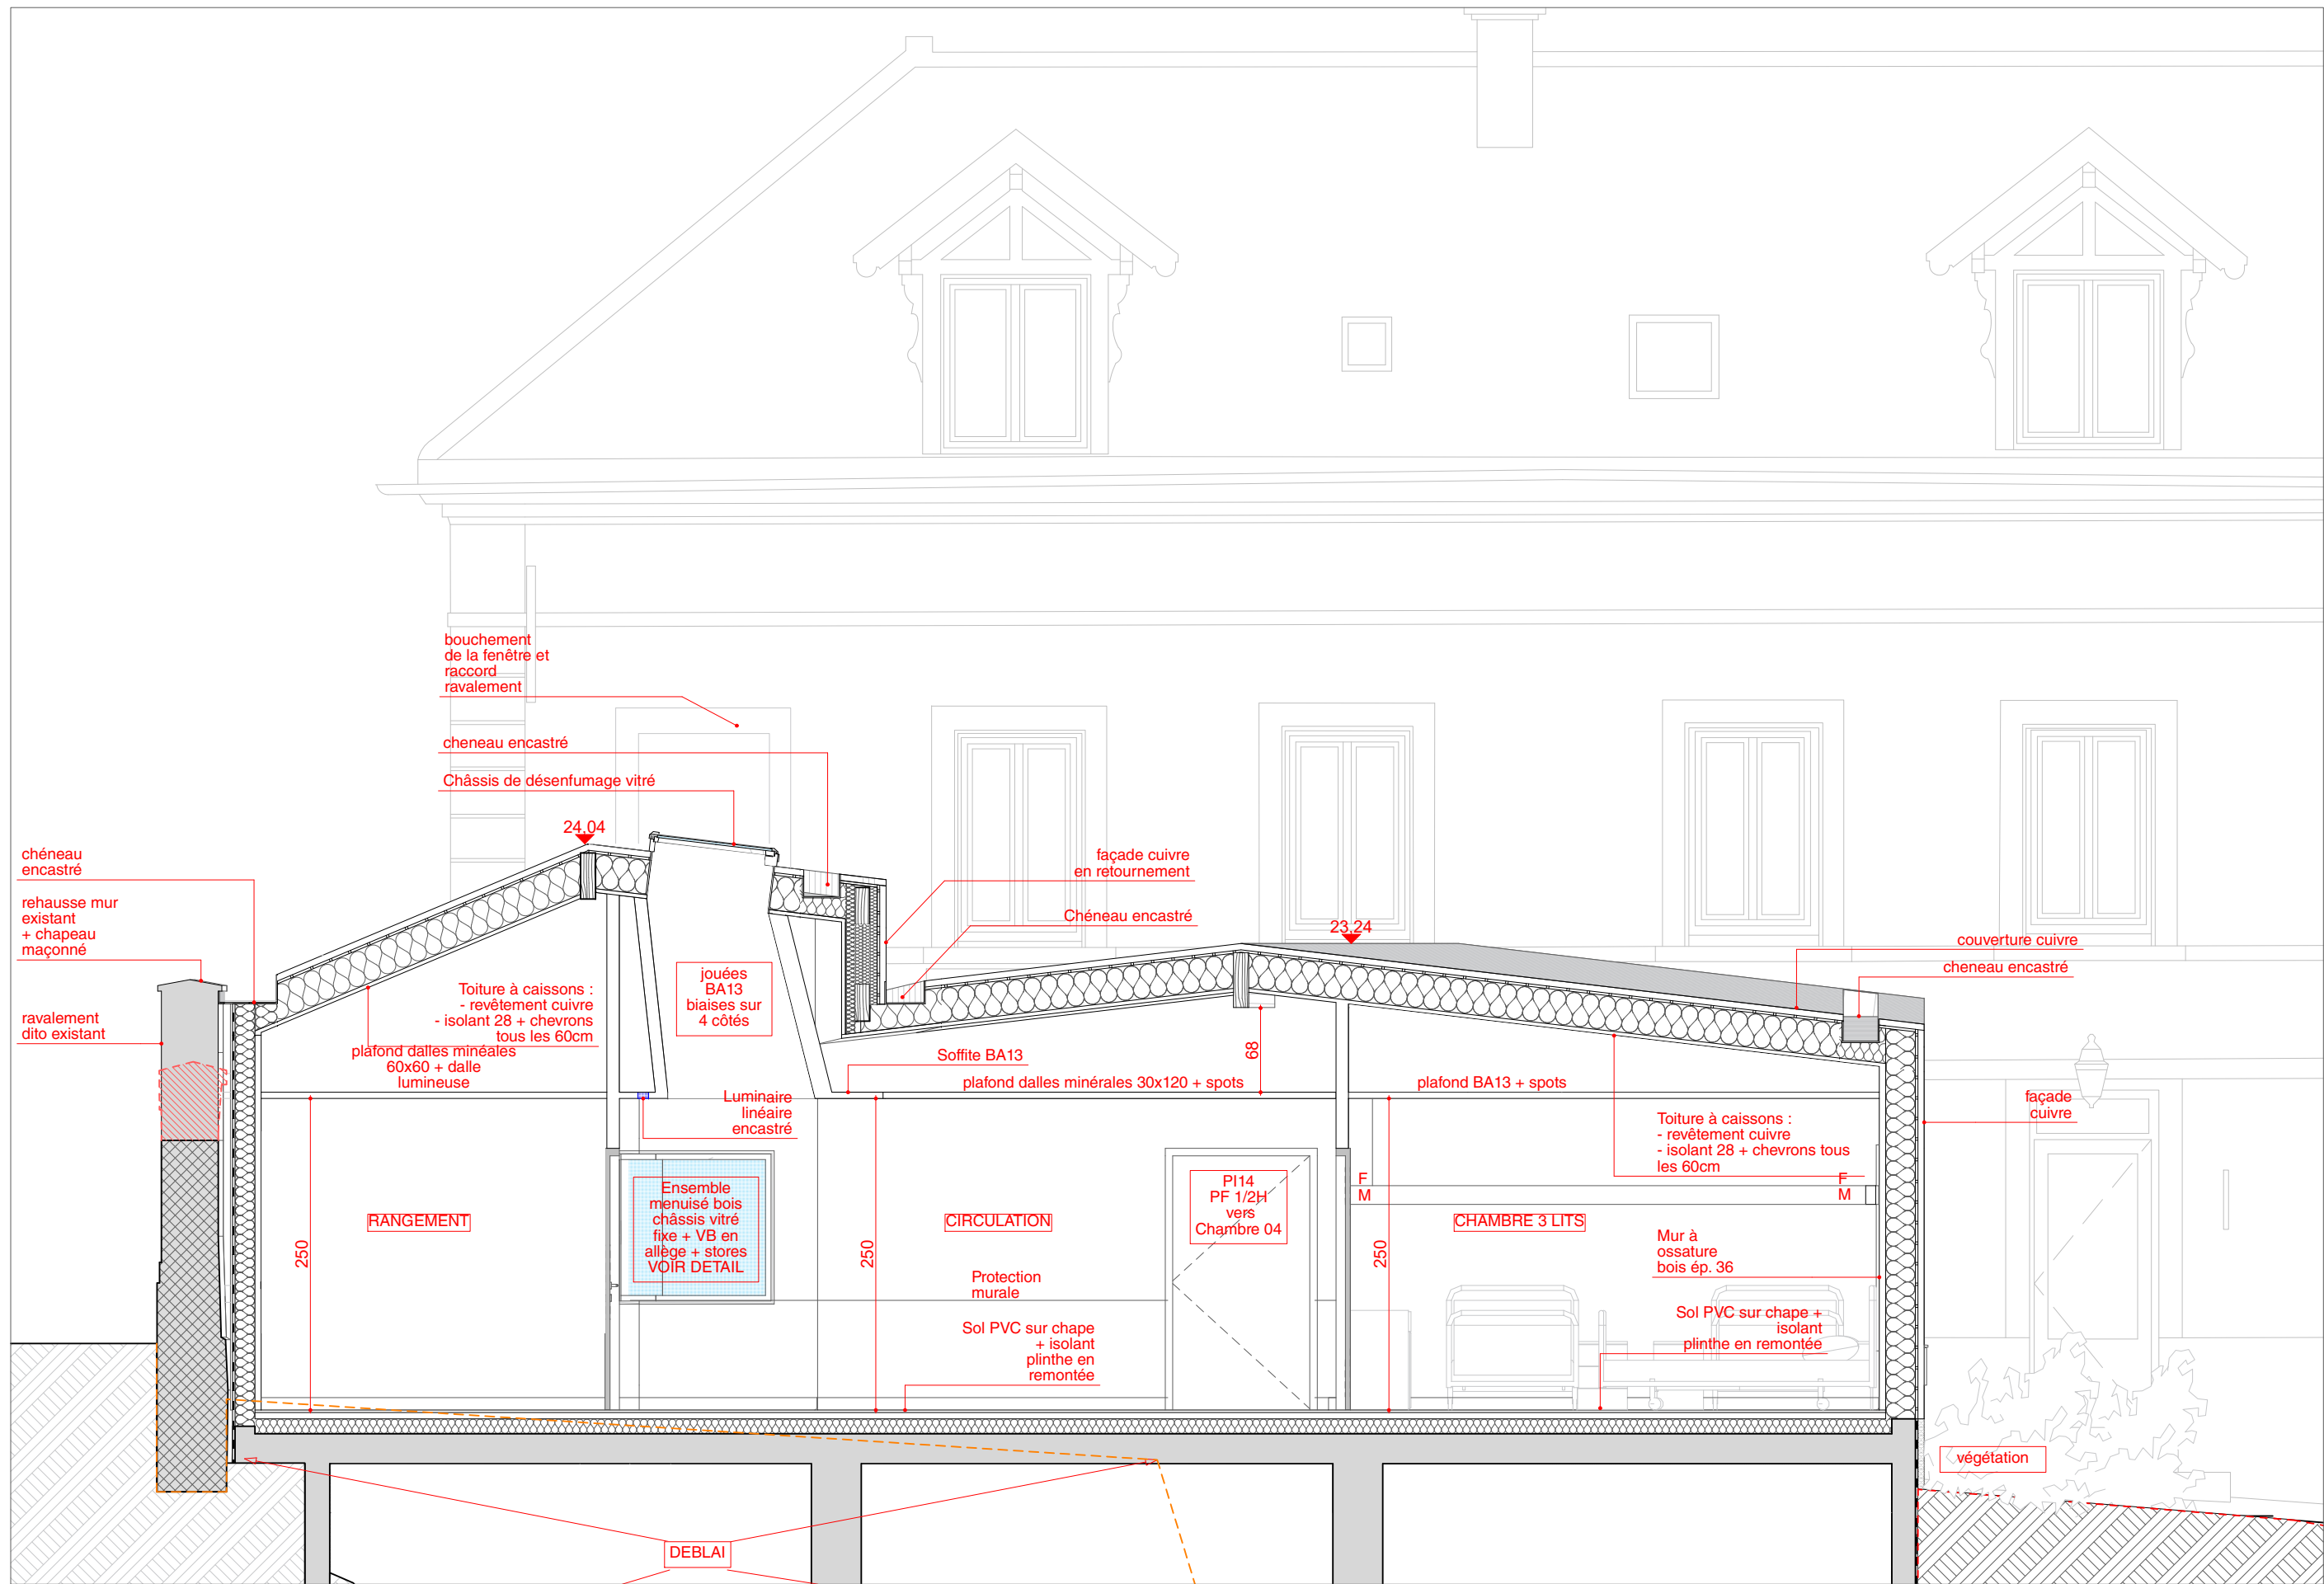 bouchement
de la fenêtre et
raccord
ravalement
cheneau encastré
Châssis de désenfumage vitré
24,04
chéneau
encastré
rehausse mur
existant
+ chapeau
maçonné
ravalement
dito existant
façade cuivre
en retournement
Chéneau encastré
23,24
couverture cuivre
cheneau encastré
Toiture à caissons :
- revêtement cuivre
- isolant 28 + chevrons
tous les 60cm
plafond dalles minéales
60x60 + dalle
lumineuse
jouées
BA13
biaises sur
4 côtés
Soffite BA13
68
plafond dalles minérales 30x120 + spots
plafond BA13 + spots
Luminaire
linéaire
encastré
façade
cuivre
Toiture à caissons :
- revêtement cuivre
- isolant 28 + chevrons tous
les 60cm
Ensemble
menuisé bois
châssis vitré
fixe + VB en
allège + stores
VOIR DETAIL
PI14
PF 1/2H
vers
Chambre 04
F
M
F
M
RANGEMENT
CIRCULATION
CHAMBRE 3 LITS
250
250
250
Mur à
ossature
bois ép. 36
Protection
murale
Sol PVC sur chape
+ isolant
plinthe en
remontée
Sol PVC sur chape +
isolant
plinthe en remontée
végétation
DEBLAI